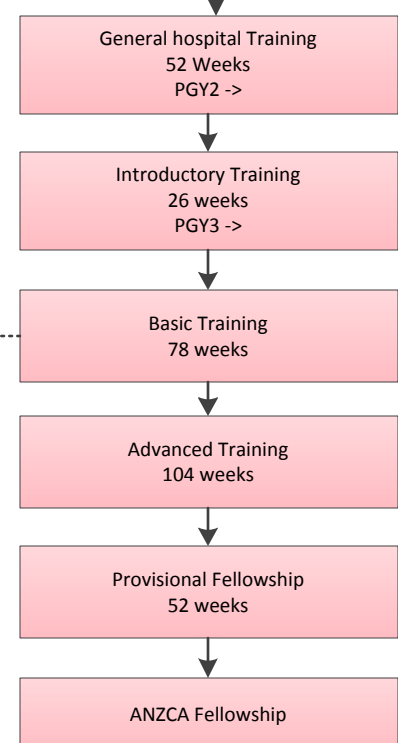 General hospital Training
52 Weeks
PGY2 ->
Introductory Training
26 weeks
PGY3 ->
Basic Training
78 weeks
Advanced Training
104 weeks
Provisional Fellowship
52 weeks
ANZCA Fellowship